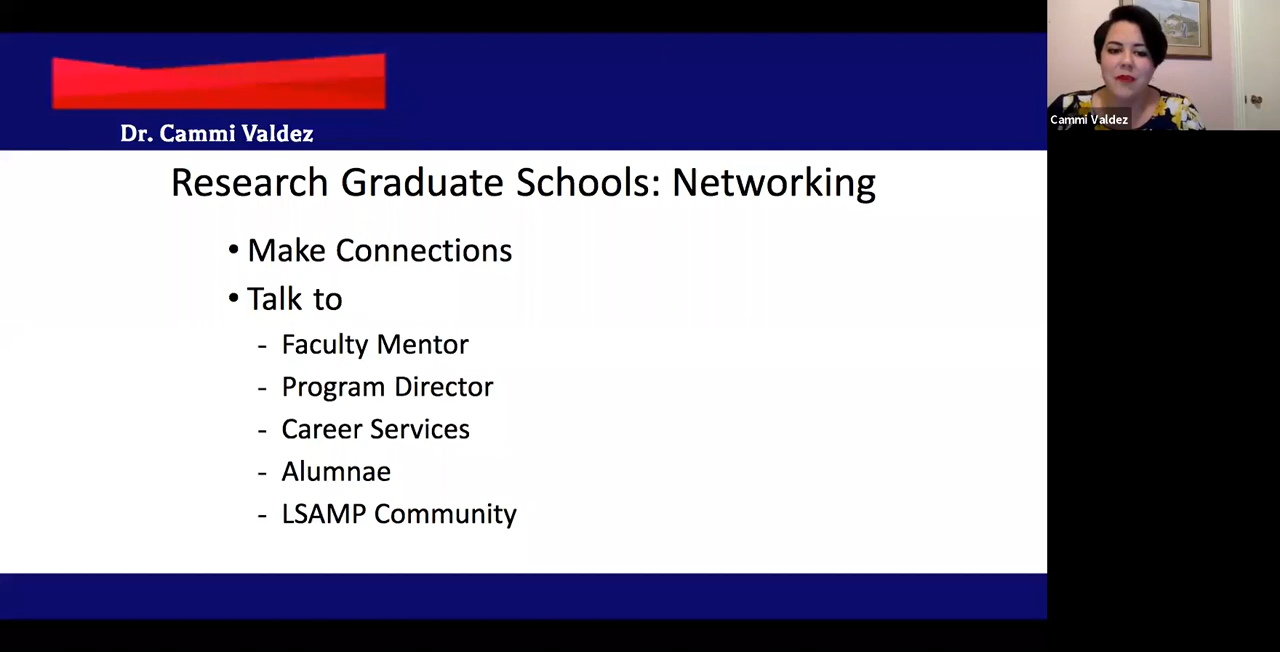 Dr. Cammi Valdez
Research Graduate Schools: Networking
• Make Connections
• Talk to
- Faculty Mentor
- Program Director
- Career Services
- Alumnae
- LSAMP Community
Cammi Valdez